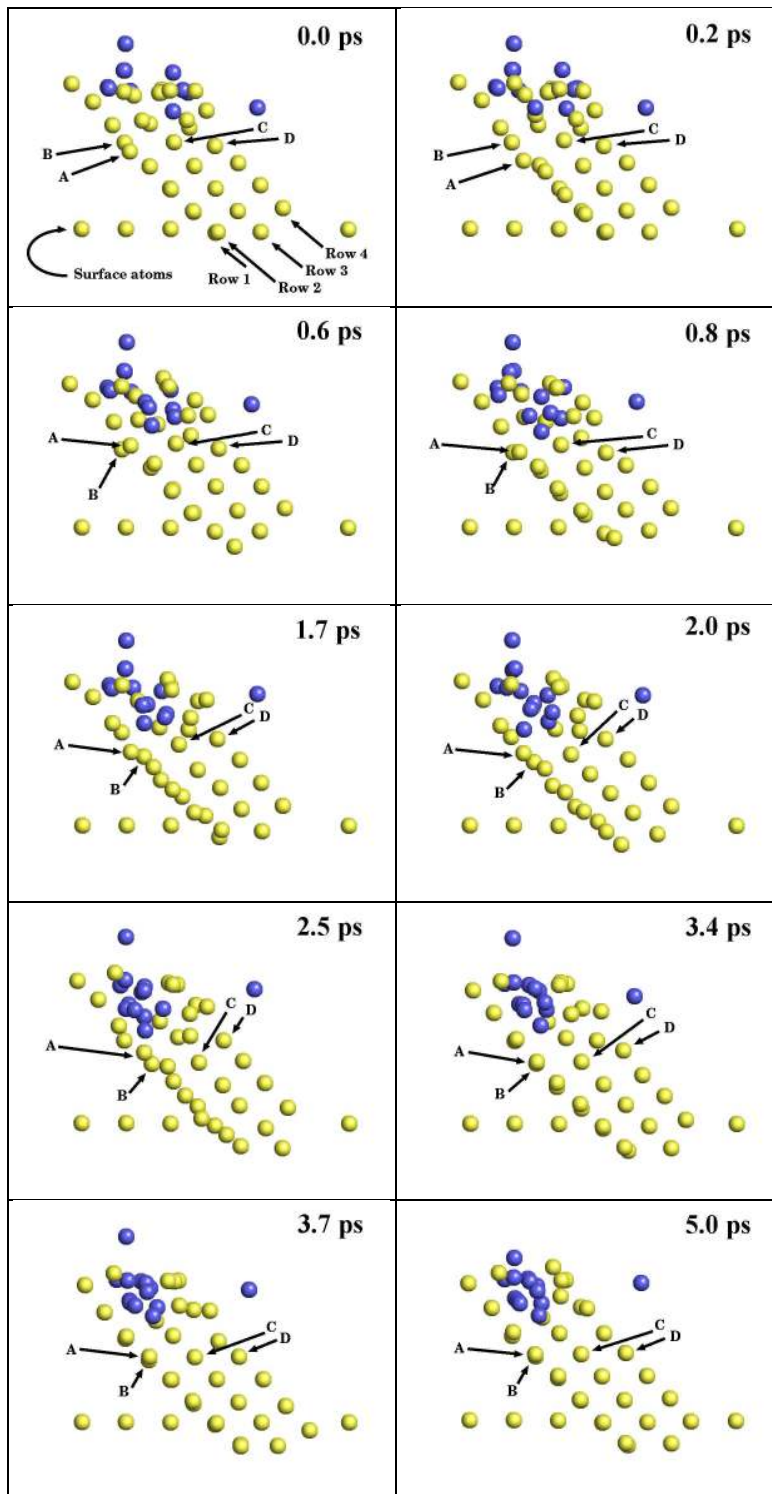 0.0 ps
C
D
B
A
Row 4
Surface atoms
Row 3
Row 1
Row 2
0.2 ps
C
D
B
A
0.6 ps
A
C
D
B
0.8 ps
C
D
A
B
1.7 ps
C
D
A
B
2.0 ps
C
D
A
B
2.5 ps
C
D
A
B
3.4 ps
C
D
A
B
3.7 ps
C
D
A
B
5.0 ps
C
D
A
B